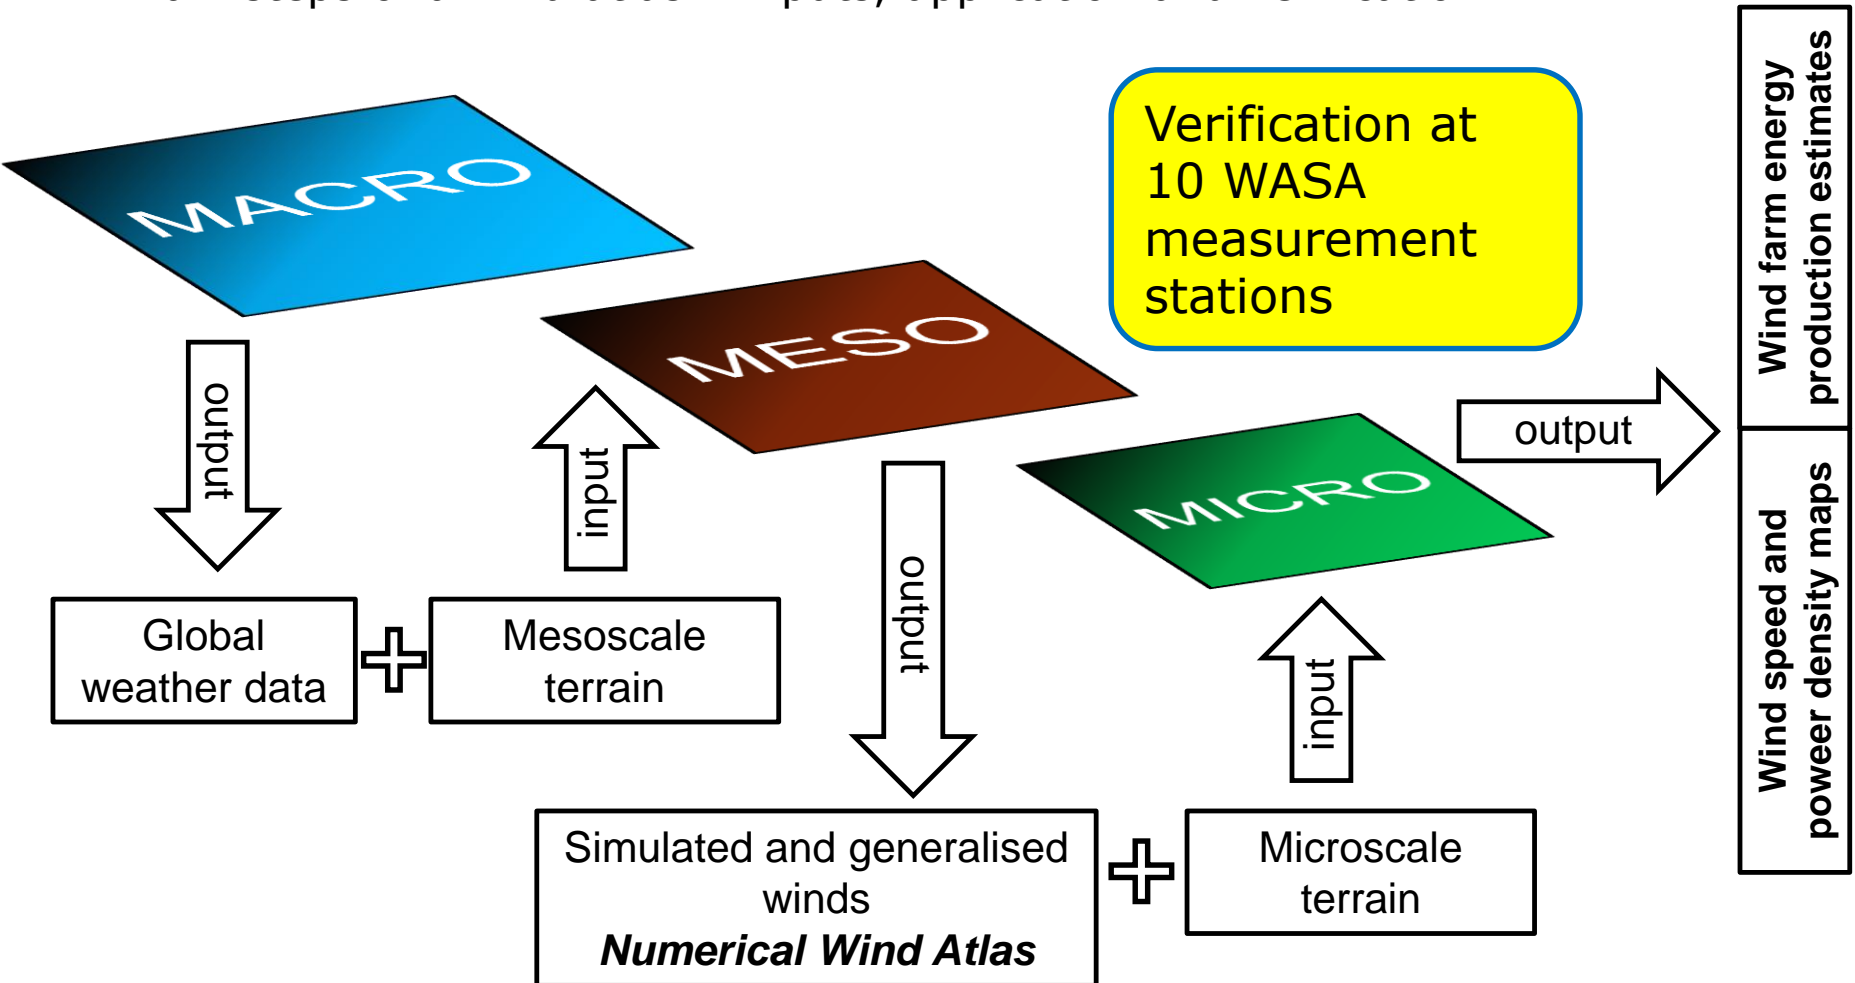 MACRO
MESO
MICRO
Verification at
10 WASA
measurement
stations
output
input
output
input
output
Global
weather data
Mesoscale
terrain
Simulated and generalised
winds
Numerical Wind Atlas
Microscale
terrain
Wind farm energy
production estimates
Wind speed and
poweer density maps